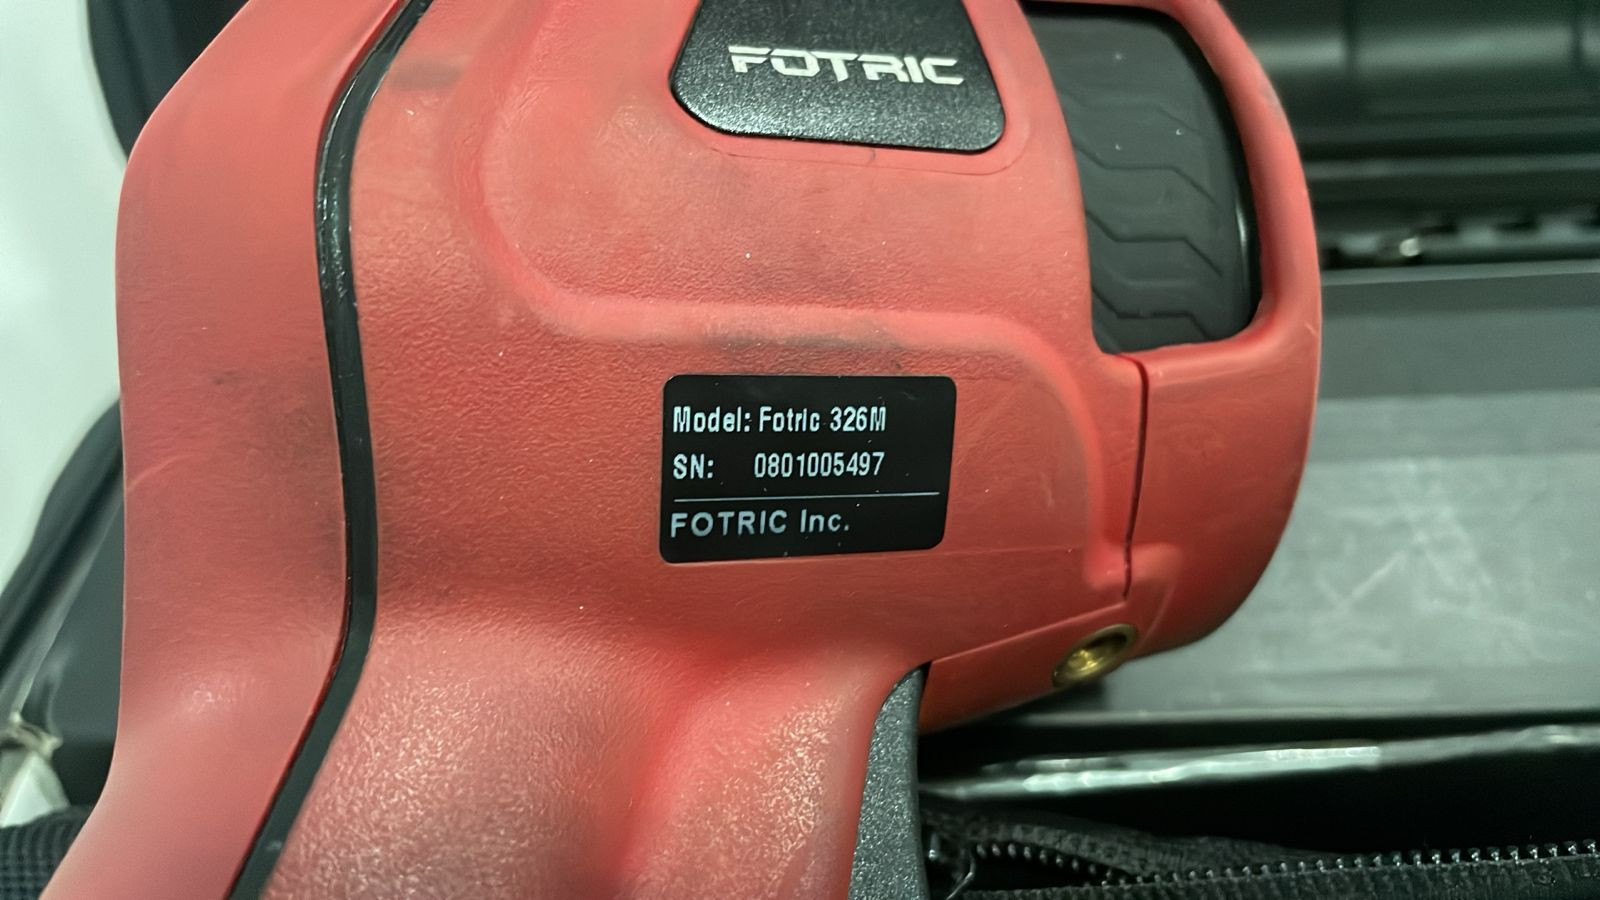 FOTRIC
Model: Fotric 326M
SN: 0801005497
FOTRIC Inc.